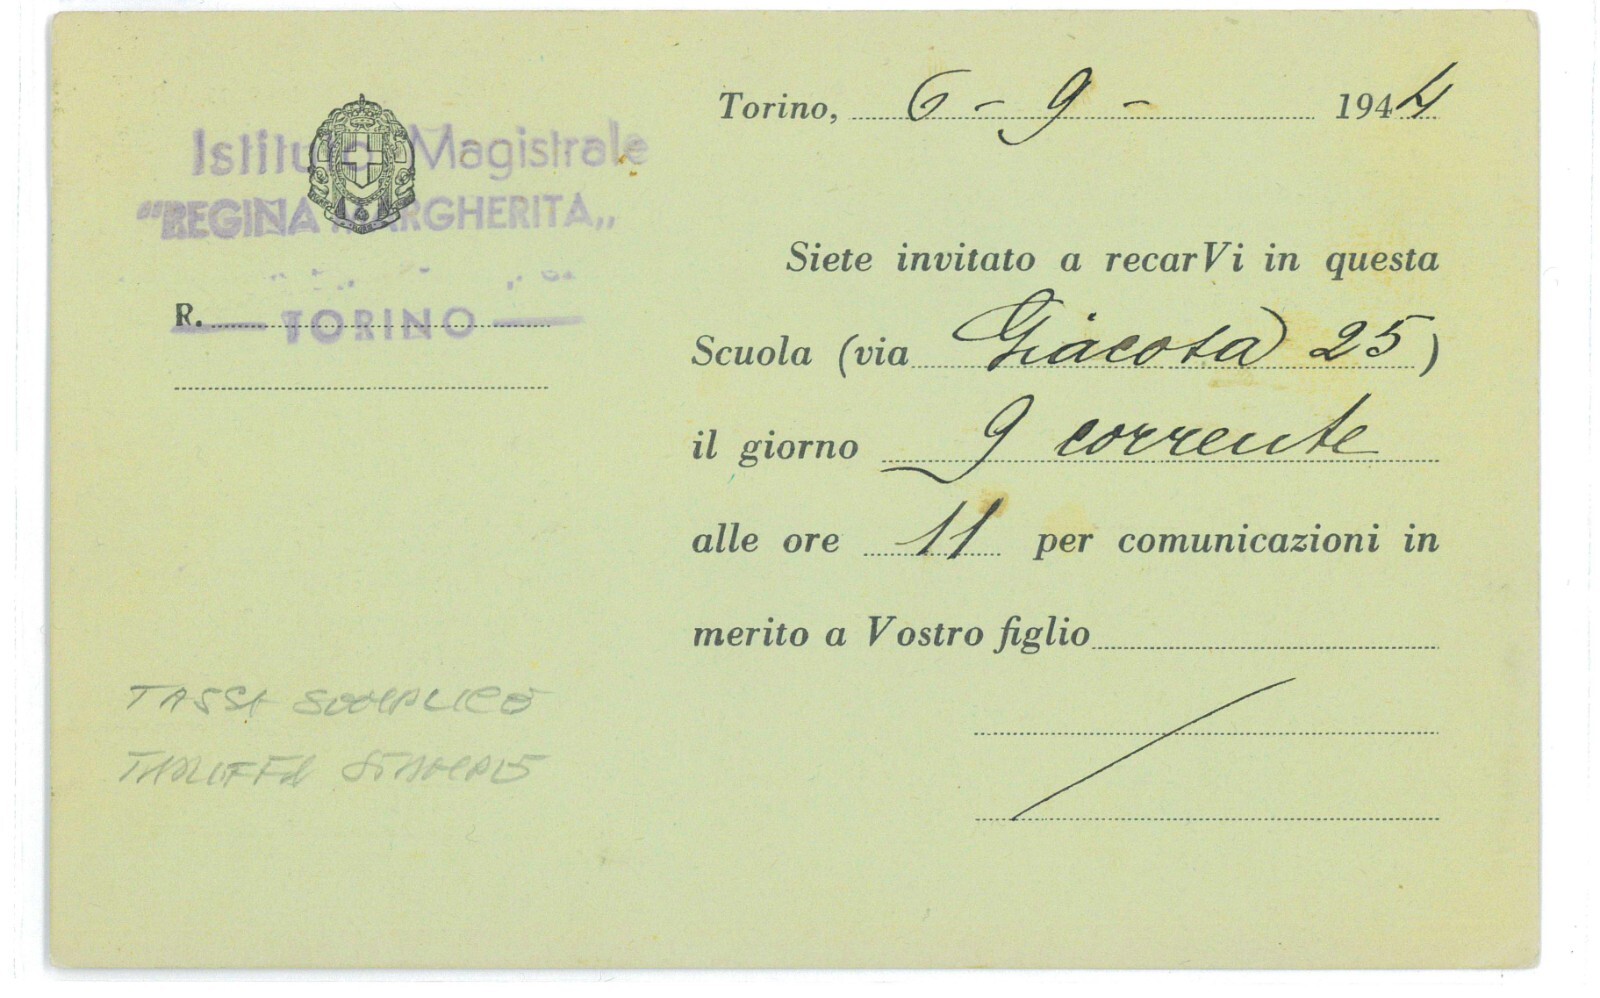 Istituto Magistrale
"REGINA MARGHERITA„
R.
— TORINO —
Torino, 6 - 9 - 1944
Siete invitato a recarVi in questa
Scuola (via Giacosa 25)
il giorno 9 corrente
alle ore 11 per comunicazioni in
merito a Vostro figlio
TASSA SEMPLICE
TARIFFA STAMPE